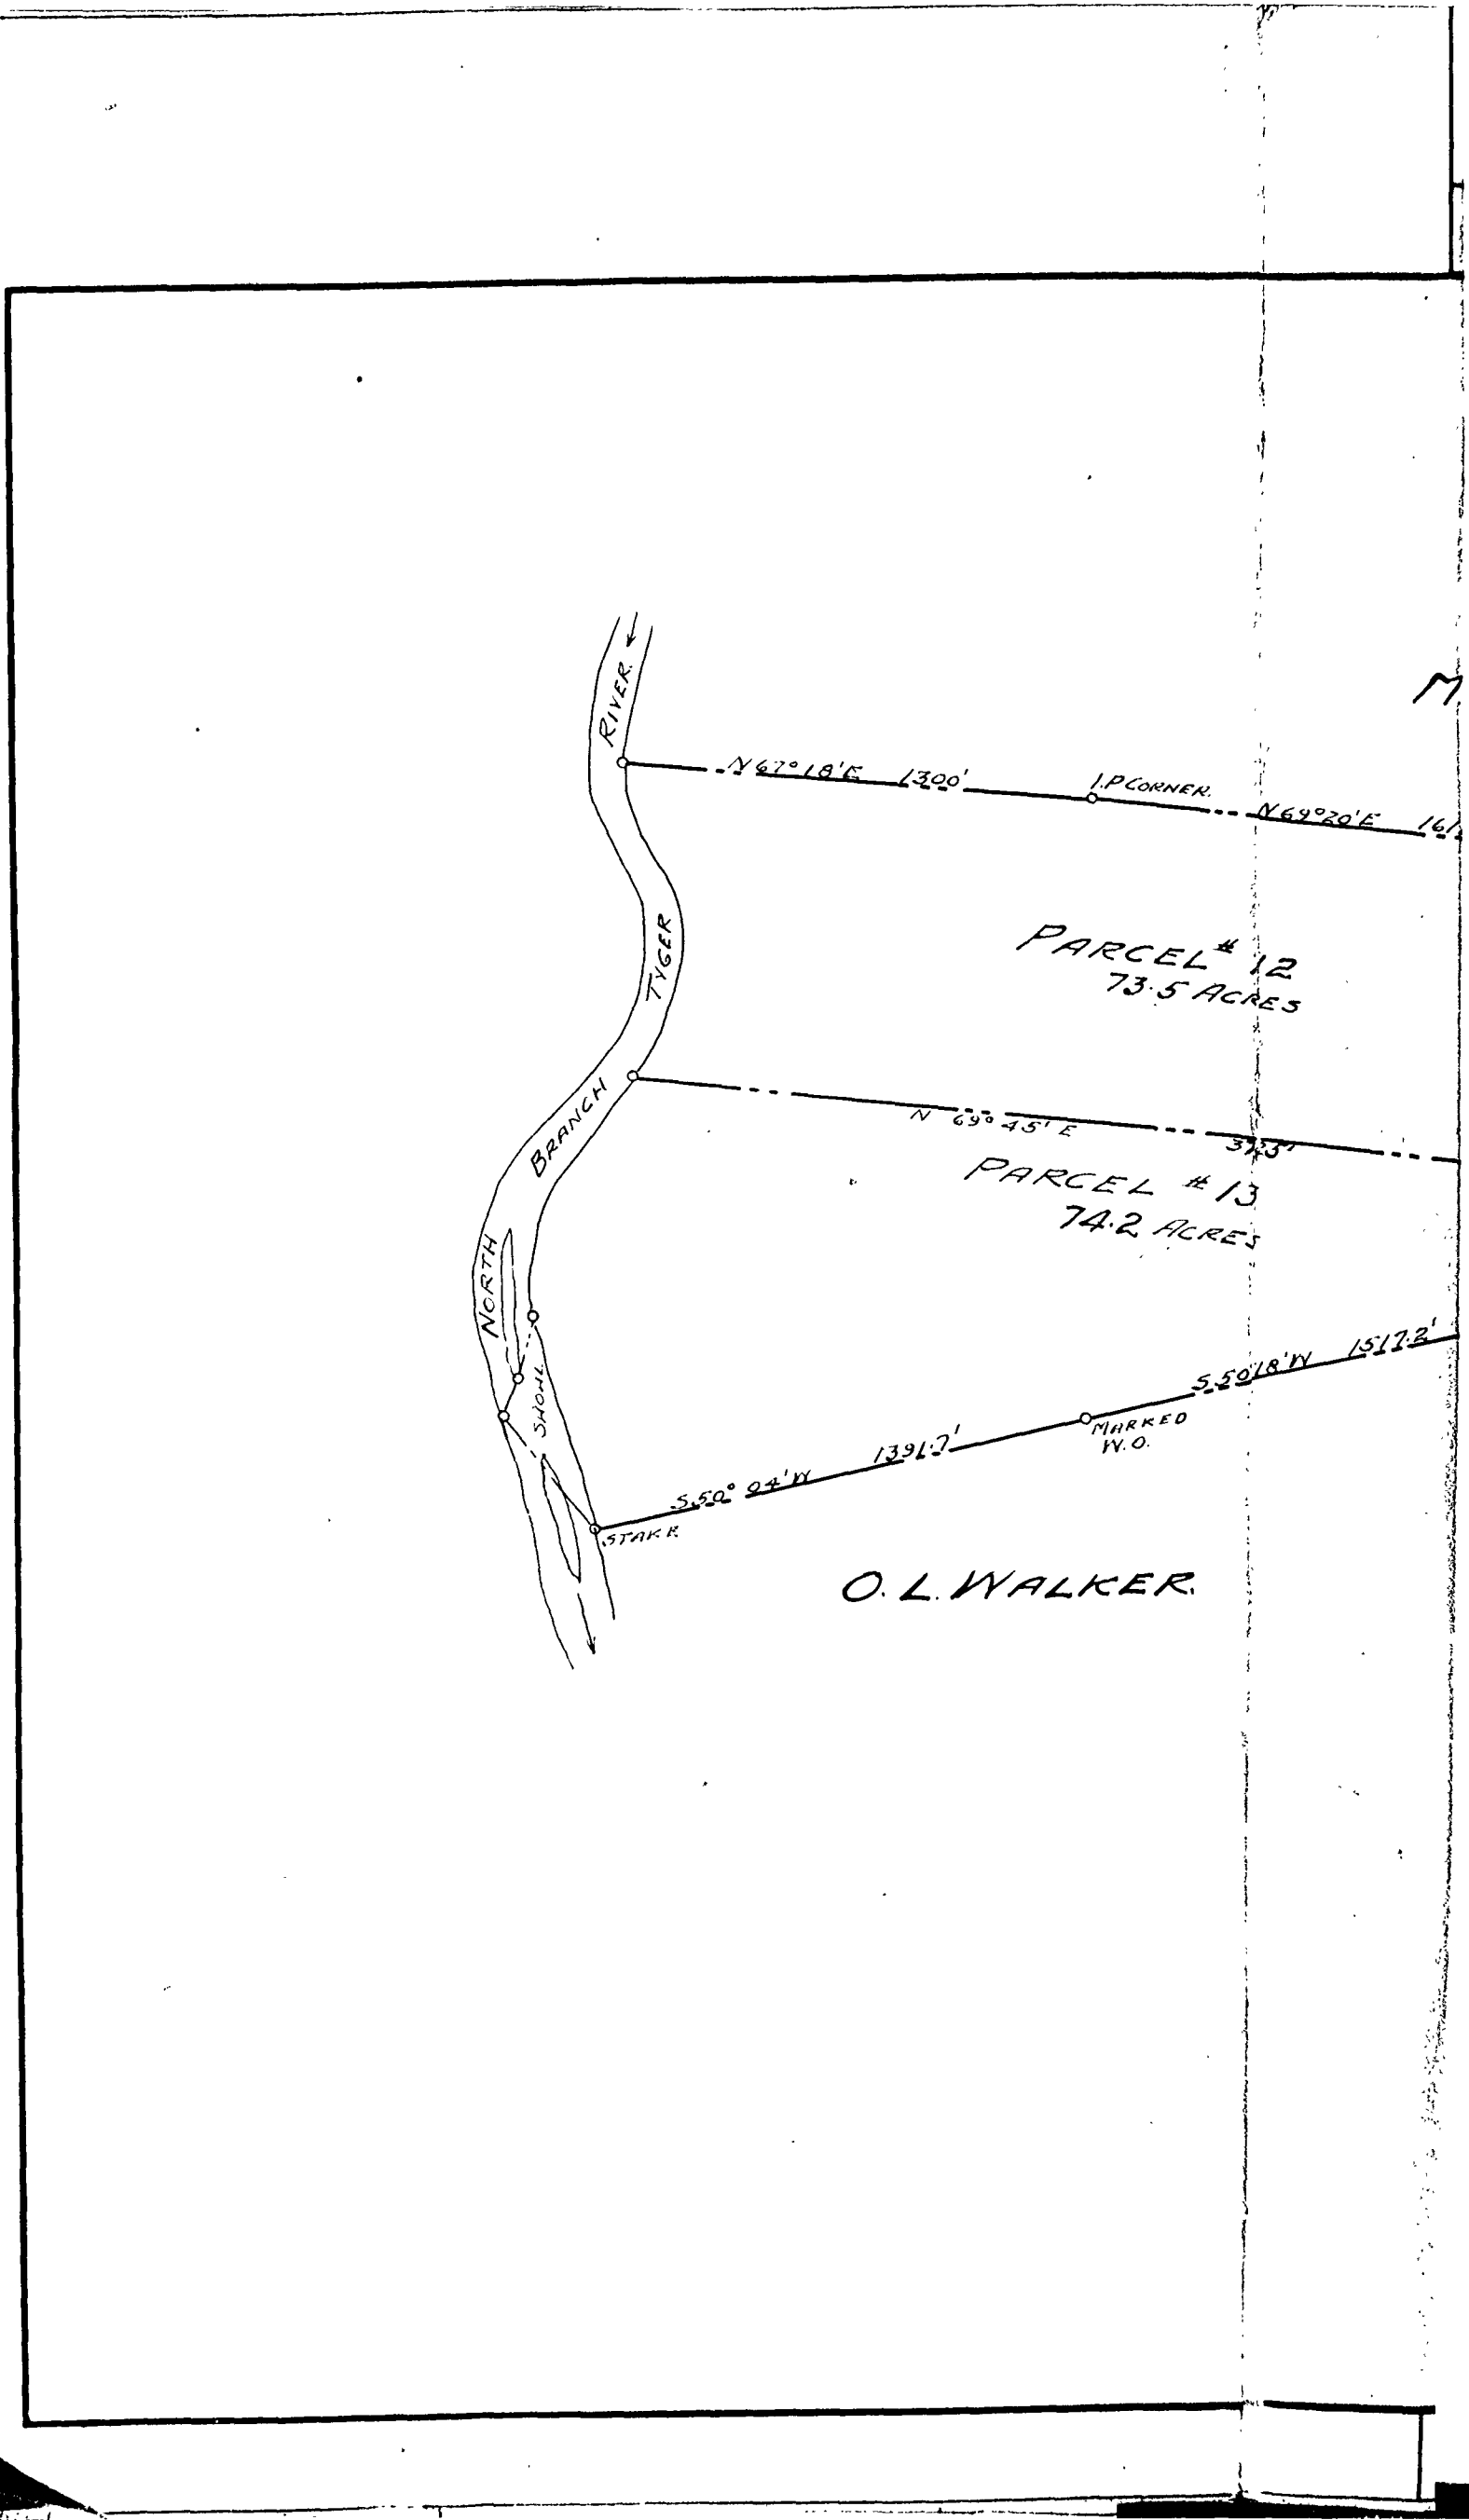 M.
RIVER.
N 67° 18' E 1300'
I.P. CORNER.
N 69° 20' E 161
PARCEL # 12
73.5 ACRES
TYGER
BRANCH
N 69° 45' E
PARCEL # 13
74.2 ACRES
NORTH
SHOAL
S 50° 18' W 1517.2'
MARKED
W.O.
S.50° 04' W 1391.7'
STAKE
O. L. WALKER.